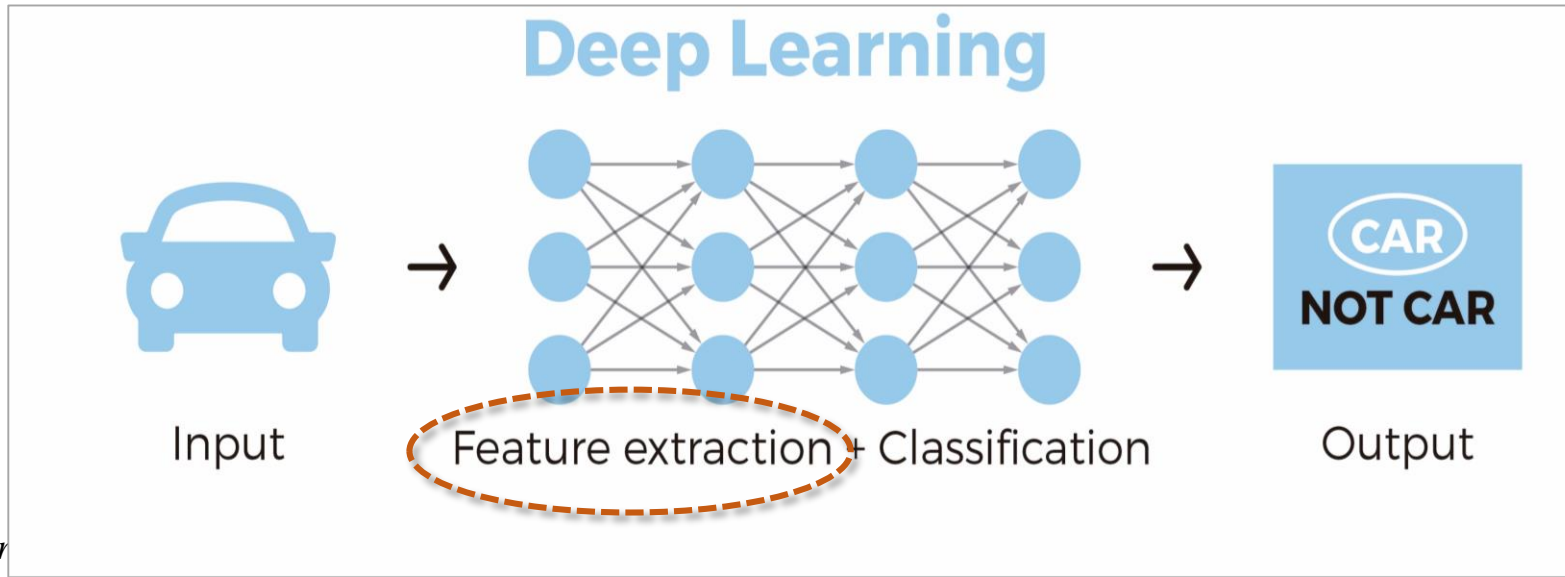 Deep Learning
CAR
NOT CAR
Input
Feature extraction + Classification
Output